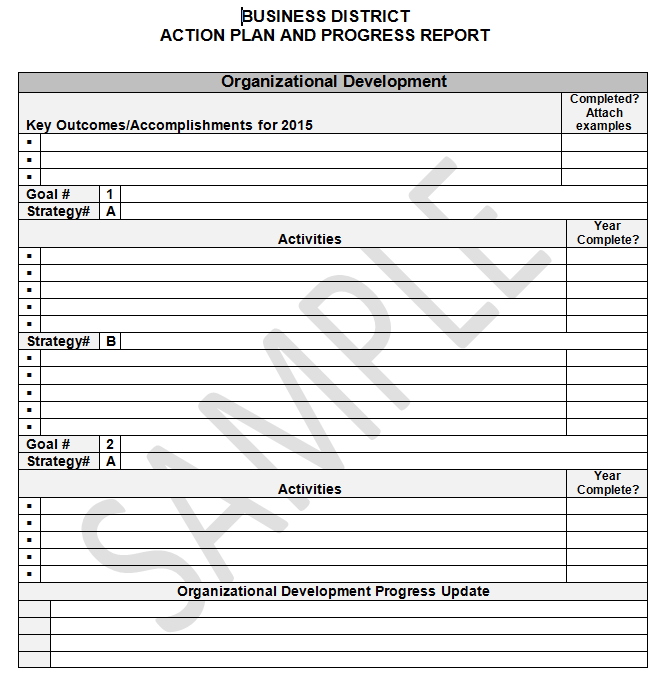 BUSINESS DISTRICT
ACTION PLAN AND PROGRESS REPORT
Organizational Development
Key Outcomes/Accomplishments for 2015
Completed?
Attach
examples
Goal # 1
Strategy# A
Activities
Year
Complete?
Strategy# B
Goal # 2
Strategy# A
Activities
Year
Complete?
Organizational Development Progress Update
SAMPLE